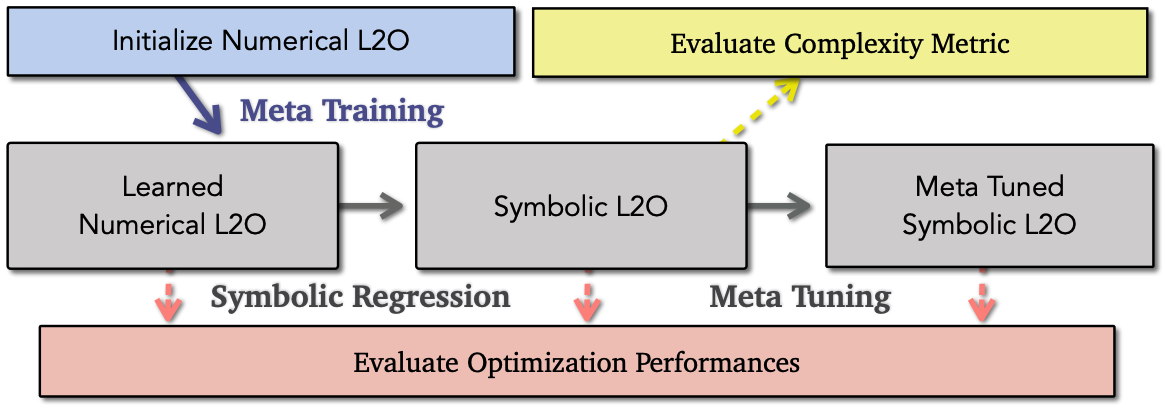 Initialize Numerical L2O
Evaluate Complexity Metric
Meta Training
Learned
Numerical L2O
Symbolic L2O
Meta Tuned
Symbolic L2O
Symbolic Regression
Meta Tuning
Evaluate Optimization Performances